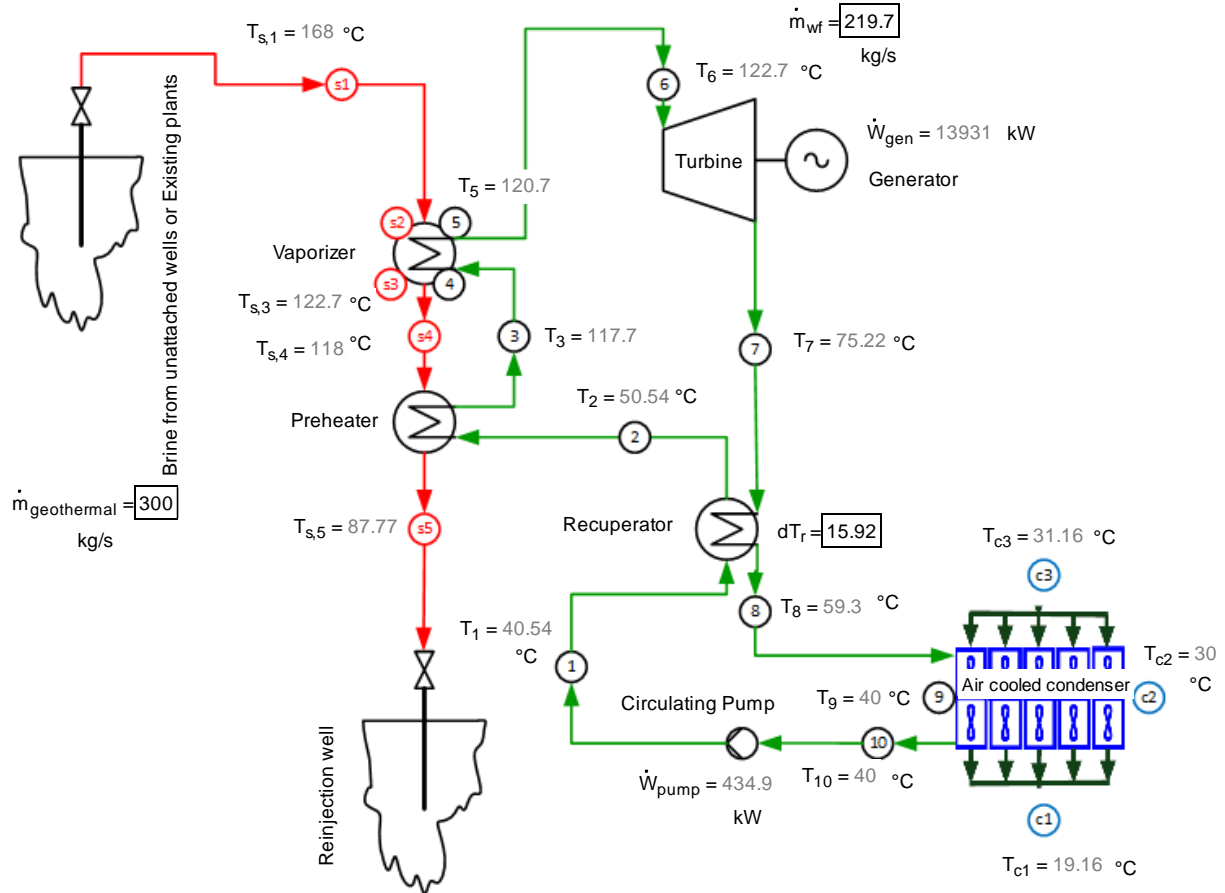 T_s,1 = 168 °C
ṁ_wf = 219.7
kg/s
s1
6
T_6 = 122.7 °C
Ẇ_gen = 13931 kW
Turbine
Generator
Brine from unattached wells or Existing plants
T_5 = 120.7
s2
5
Vaporizer
s3
4
T_s,3 = 122.7 °C
T_s,4 = 118 °C
s4
3
T_3 = 117.7
7
T_7 = 75.22 °C
T_2 = 50.54 °C
Preheater
2
ṁ_geothermal = 300
kg/s
T_s,5 = 87.77
s5
Recuperator
dT_r = 15.92
T_c3 = 31.16 °C
c3
T_1 = 40.54
°C
8
T_8 = 59.3 °C
1
T_c2 = 30
°C
Air cooled condenser
Circulating Pump
T_9 = 40 °C
9
c2
10
Ẇ_pump = 434.9
kW
T_10 = 40 °C
Reinjection well
c1
T_c1 = 19.16 °C